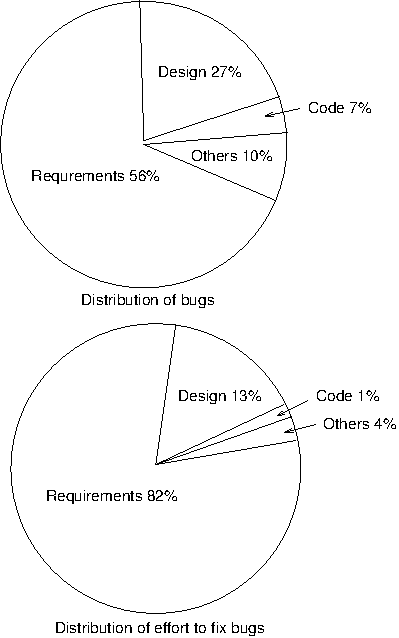 Design 27%
Code 7%
Others 10%
Requrements 56%
Distribution of bugs
Design 13%
Code 1%
Others 4%
Requirements 82%
Distribution of effort to fix bugs